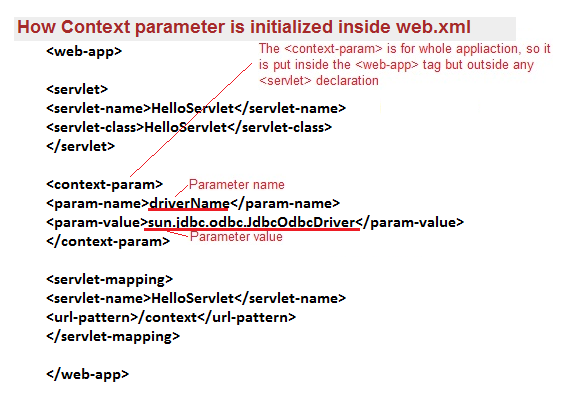 How Context parameter is initialized inside web.xml
<web-app>
The <context-param> is for whole appliaction, so it
is put inside the <web-app> tag but outside any
<servlet> declaration
<servlet>
<servlet-name>HelloServlet</servlet-name>
<servlet-class>HelloServlet</servlet-class>
</servlet>
<context-param>
Parameter name
<param-name>driverName</param-name>
<param-value>sun.jdbc.odbc.JdbcOdbcDriver</param-value>
Parameter value
</context-param>
<servlet-mapping>
<servlet-name>HelloServlet</servlet-name>
<url-pattern>/context</url-pattern>
</servlet-mapping>
</web-app>